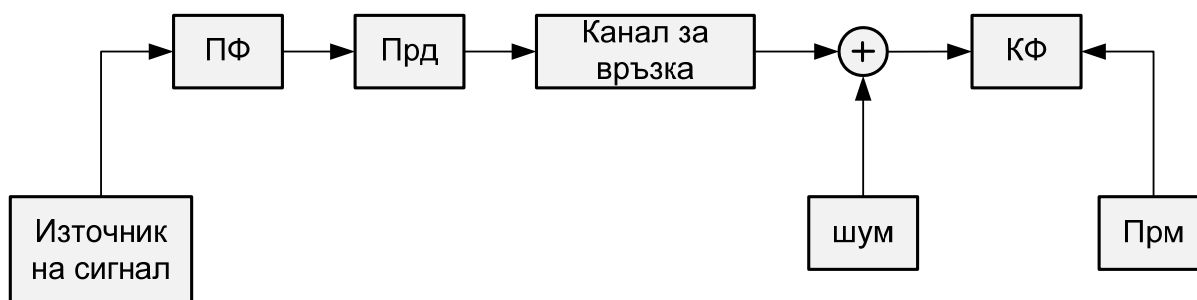 ПФ
Прд
Канал за
връзка
+
КФ
Източник
на сигнал
шум
Прм